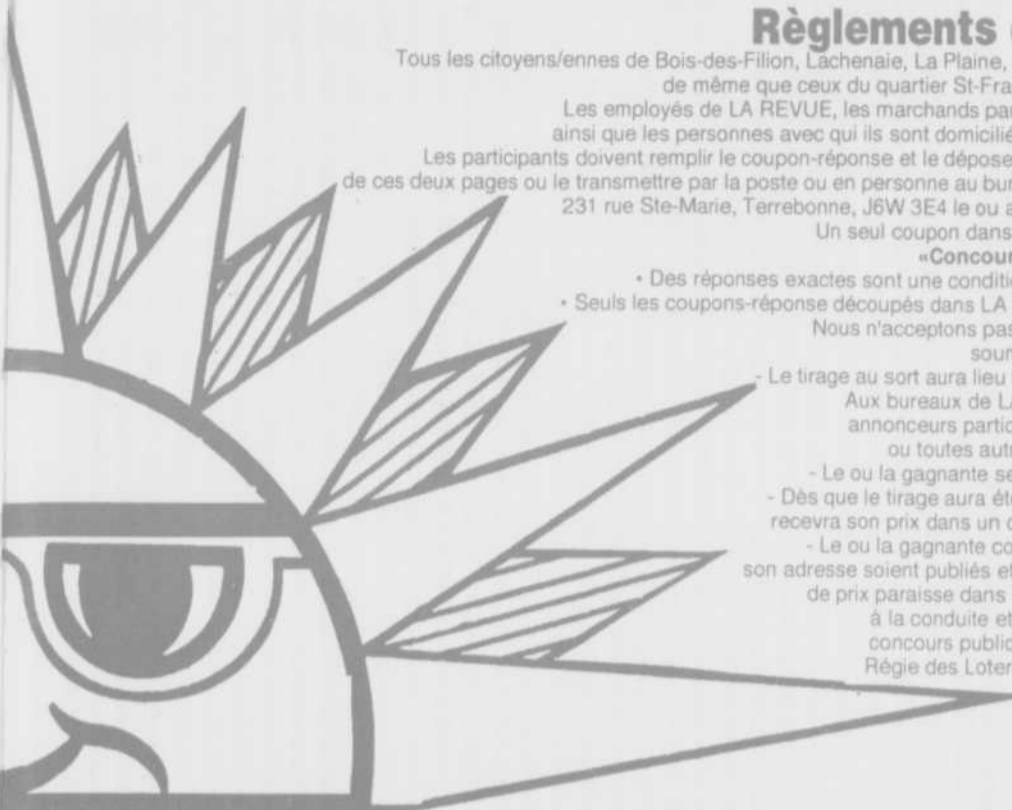 Règlements
Tous les citoyens/ennes de Bois-des-Filion, Lachenaie, La Plaine,
de même que ceux du quartier St-Fra
Les employés de LA REVUE, les marchands par
ainsi que les personnes avec qui ils sont domicilié
Les participants doivent remplir le coupon-réponse et le dépose
de ces deux pages ou le transmettre par la poste ou en personne au bur
231 rue Ste-Marie, Terrebonne, J6W 3E4 le ou a
Un seul coupon dans
«Concour
• Des réponses exactes sont une conditio
• Seuls les coupons-réponse découpés dans LA
Nous n'acceptons pas
sour
- Le tirage au sort aura lieu
Aux bureaux de LA
annonceurs partic
ou toutes autr
- Le ou la gagnante se
- Dès que le tirage aura été
recevra son prix dans un d
- Le ou la gagnante co
son adresse soient publiés et
de prix paraisse dans
à la conduite et
concours public
Régie des Loter